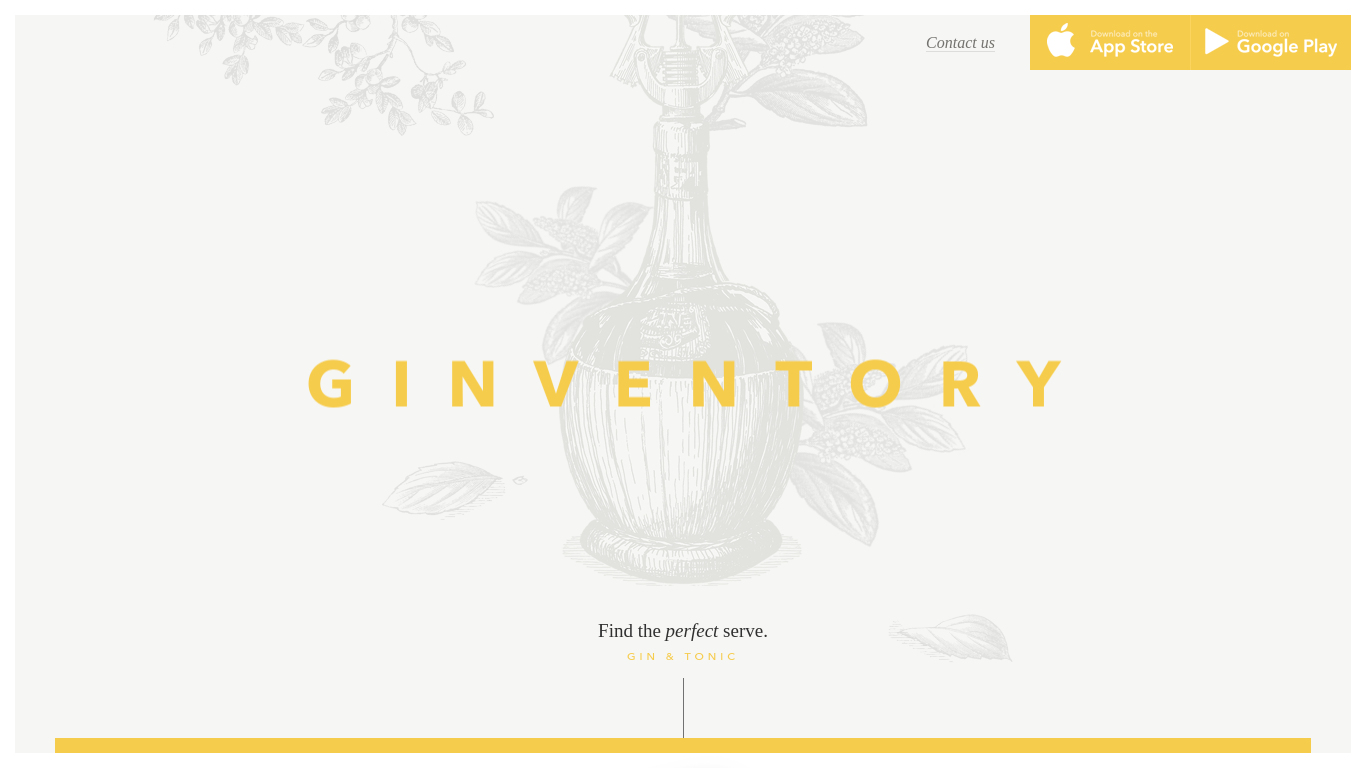 Contact us
Download on the
App Store
Download on
Google Play
GINVENTORY
Find the perfect serve.
GIN & TONIC